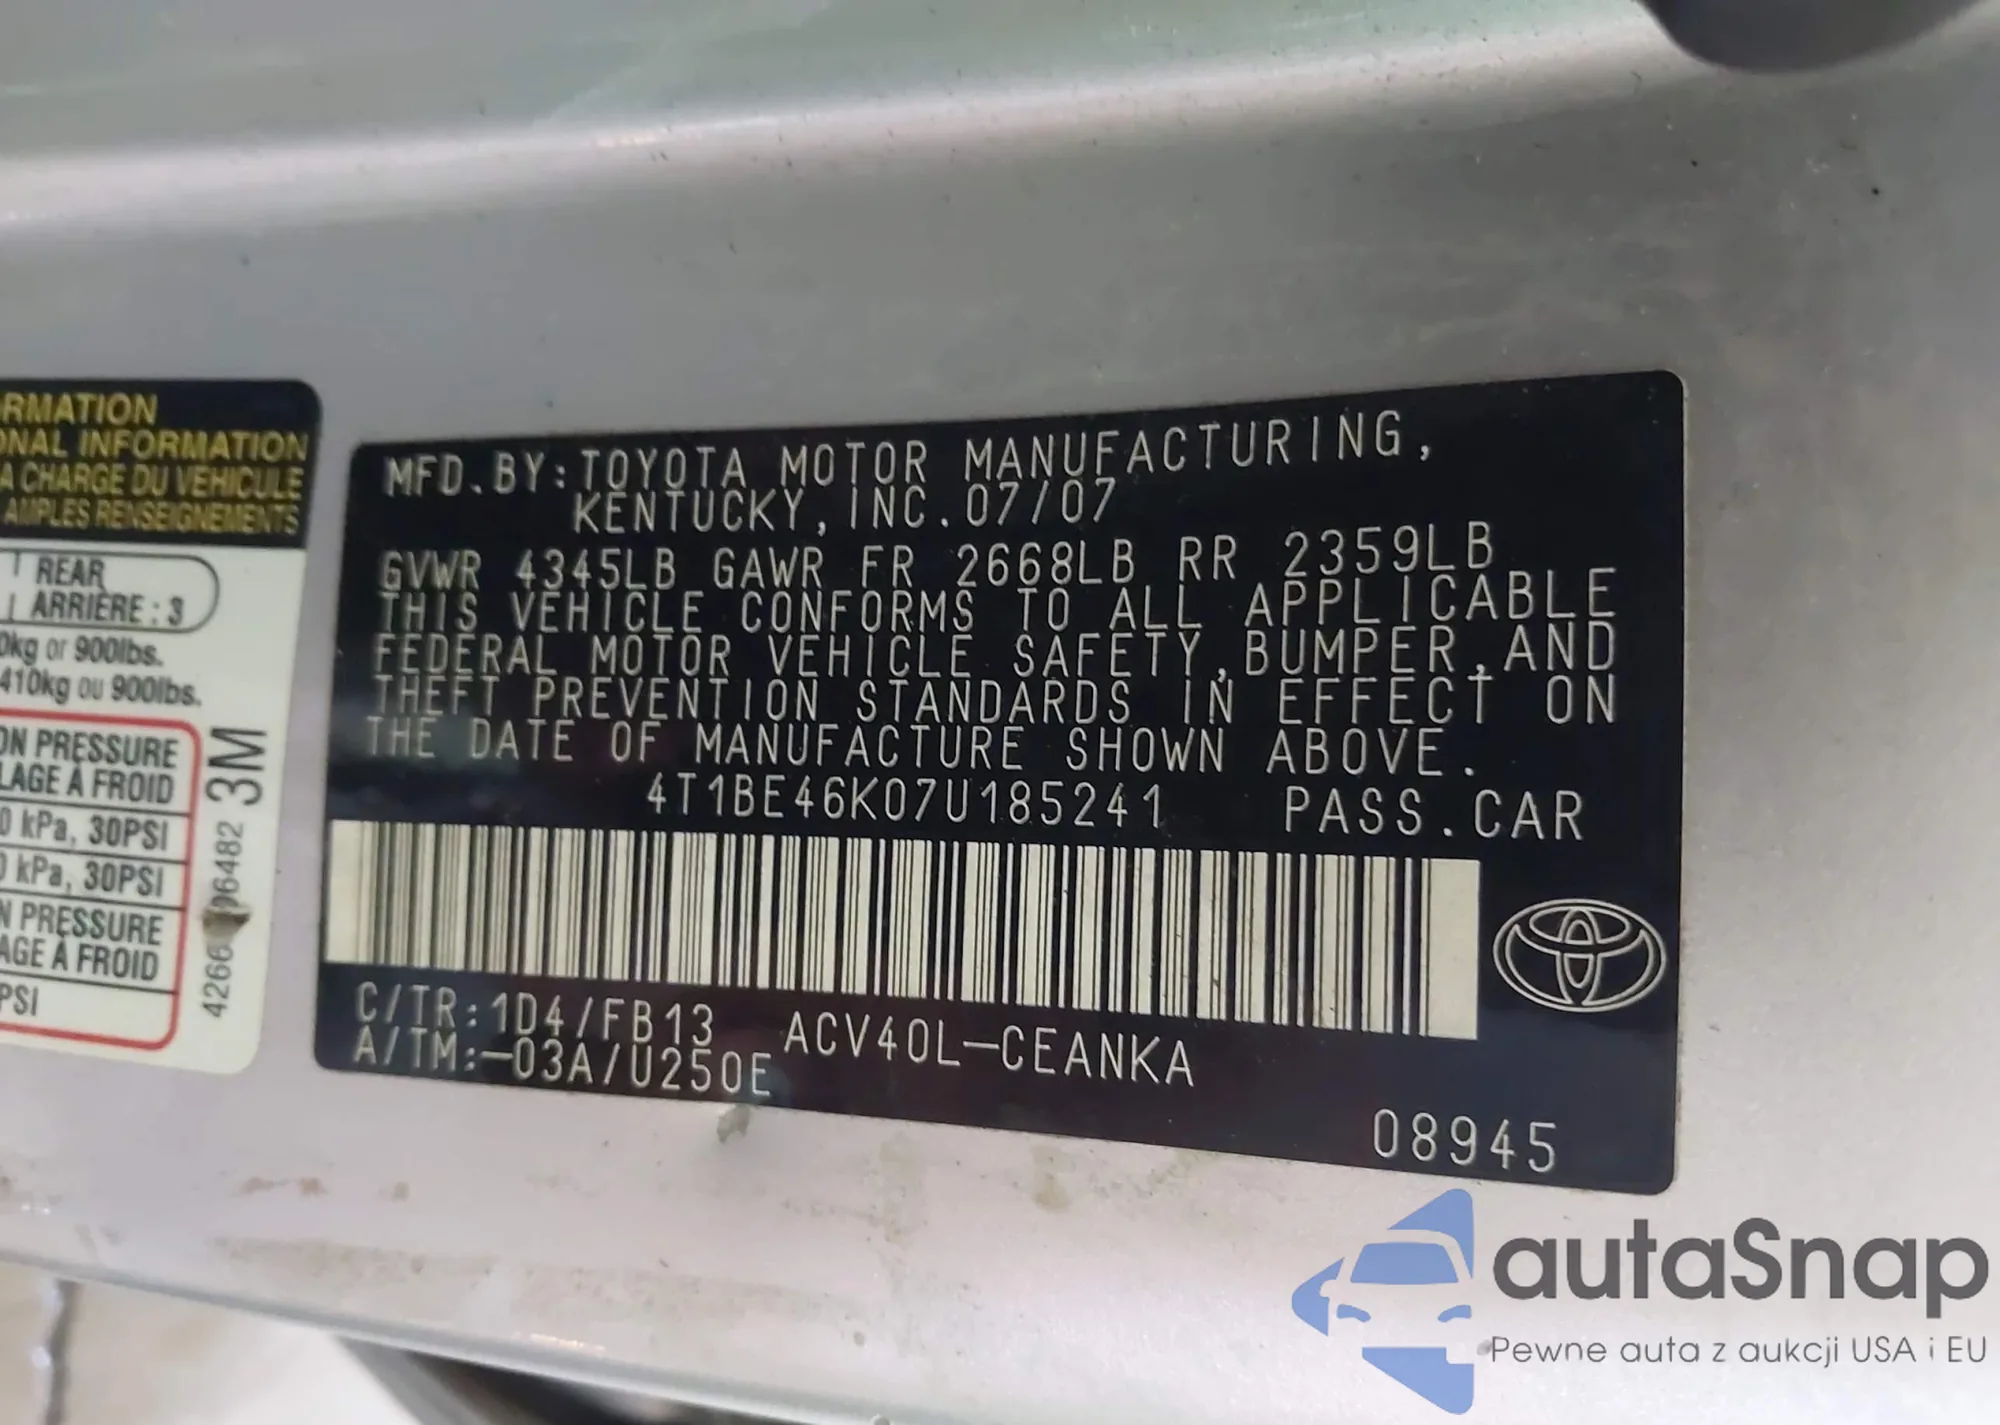 RMATION
ONAL INFORMATION
A CHARGE DU VEHICULE
AMPLES RENSEIGNEMENTS
REAR
ARRIÈRE : 3
0kg or 900lbs.
410kg ou 900lbs.
ON PRESSURE
LAGE À FROID
0 kPa, 30PSI
0 kPa, 30PSI
N PRESSURE
AGE À FROID
PSI
3M
MFD.BY:TOYOTA MOTOR MANUFACTURING,
KENTUCKY, INC. 07/07
GVWR 4345LB GAWR FR 2668LB RR 2359LB
THIS VEHICLE CONFORMS TO ALL APPLICABLE
FEDERAL MOTOR VEHICLE SAFETY, BUMPER, AND
THEFT PREVENTION STANDARDS IN EFFECT ON
THE DATE OF MANUFACTURE SHOWN ABOVE.
4T1BE46K07U185241 PASS.CAR
C/TR:1D4/FB13 ACV40L-CEANKA
A/TM:-03A/U250E
08945
autaSnap
Pewne auta z aukcji USA i EU